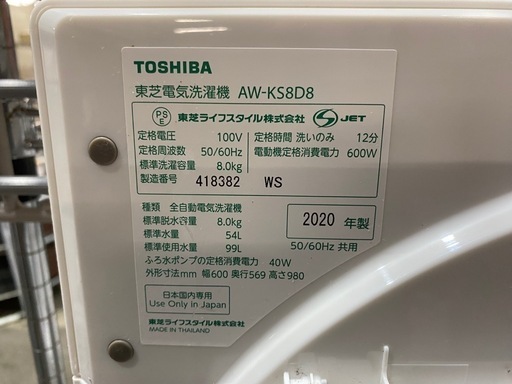 TOSHIBA
東芝電気洗濯機 AW-KS8D8
PS E 東芝ライフスタイル株式会社 S JET
定格電圧 100V 定格時間 洗いのみ 12分
定格周波数 50/60Hz 電動機定格消費電力 600W
標準洗濯容量 8.0kg
製造番号 418382 WS
種類 全自動電気洗濯機
標準脱水容量 8.0kg 2020 年製
標準水量 54L
標準使用水量 99L 50/60Hz 共用
ふろ水ポンプの定格消費電力 40W
外形寸法mm 幅600 奥行569 高さ980
日本国内専用
Use Only in Japan
東芝ライフスタイル株式会社
MADE IN THAILAND